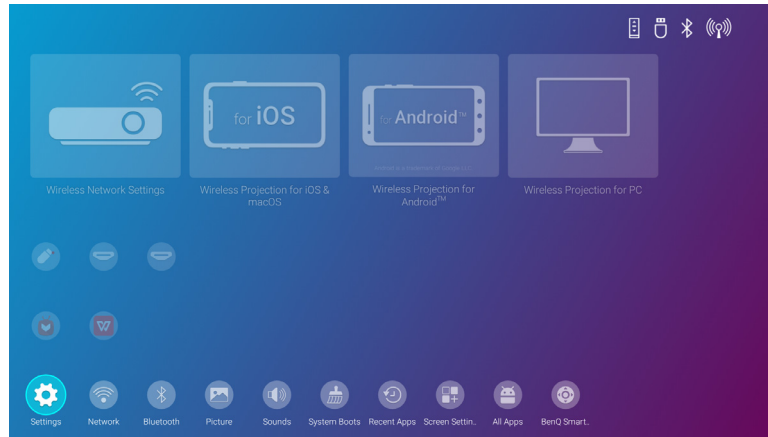 for iOS
for Android™
Wireless Network Settings
Wireless Projection for iOS &
macOS
Wireless Projection for
Android™
Wireless Projection for PC
W
Settings
Network
Bluetooth
Picture
Sounds
System Boots
Recent Apps
Screen Settin..
All Apps
BenQ Smart..